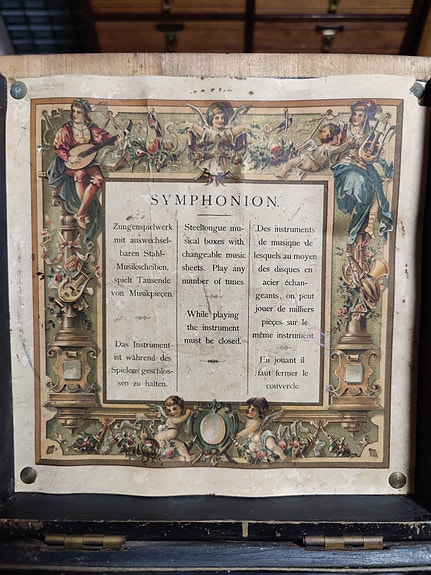 SYMPHONION.
Zungenspielwerk
mit auswechsel-
baren Stahl-
Musikscheiben,
spielt Tausende
von Musikpieçen.
Das Instrument
ist während des
Spielens geschlos-
sen zu halten.
Steeltongue mu-
sical boxes with
changeable music
sheets. Play any
number of tunes.
While playing
the instrument
must be closed.
Des instruments
de musique de
lesquels au moyen
des disques en
acier échan-
geants, on peut
jouer de milliers
pièces sur le
même instrument.
En jouant il
faut fermer le
couvercle.